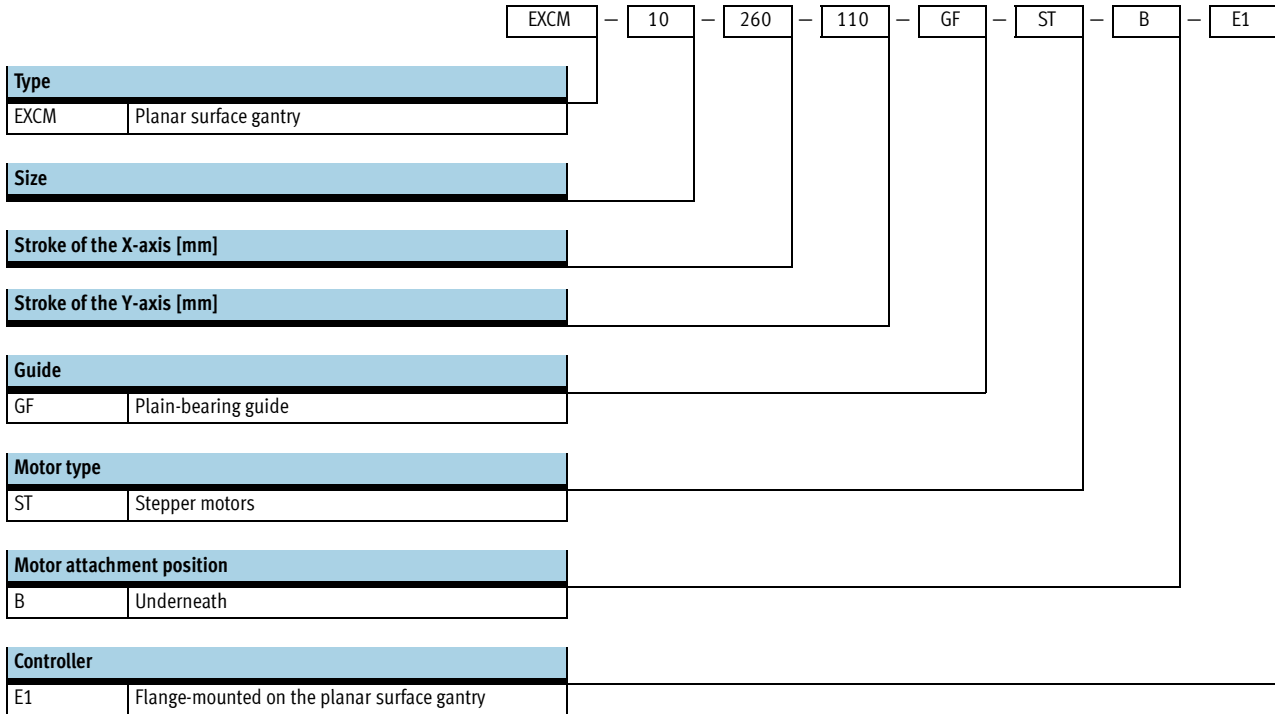 EXCM – 10 – 260 – 110 – GF – ST – B – E1
Type
EXCM Planar surface gantry
Size
Stroke of the X-axis [mm]
Stroke of the Y-axis [mm]
Guide
GF Plain-bearing guide
Motor type
ST Stepper motors
Motor attachment position
B Underneath
Controller
E1 Flange-mounted on the planar surface gantry